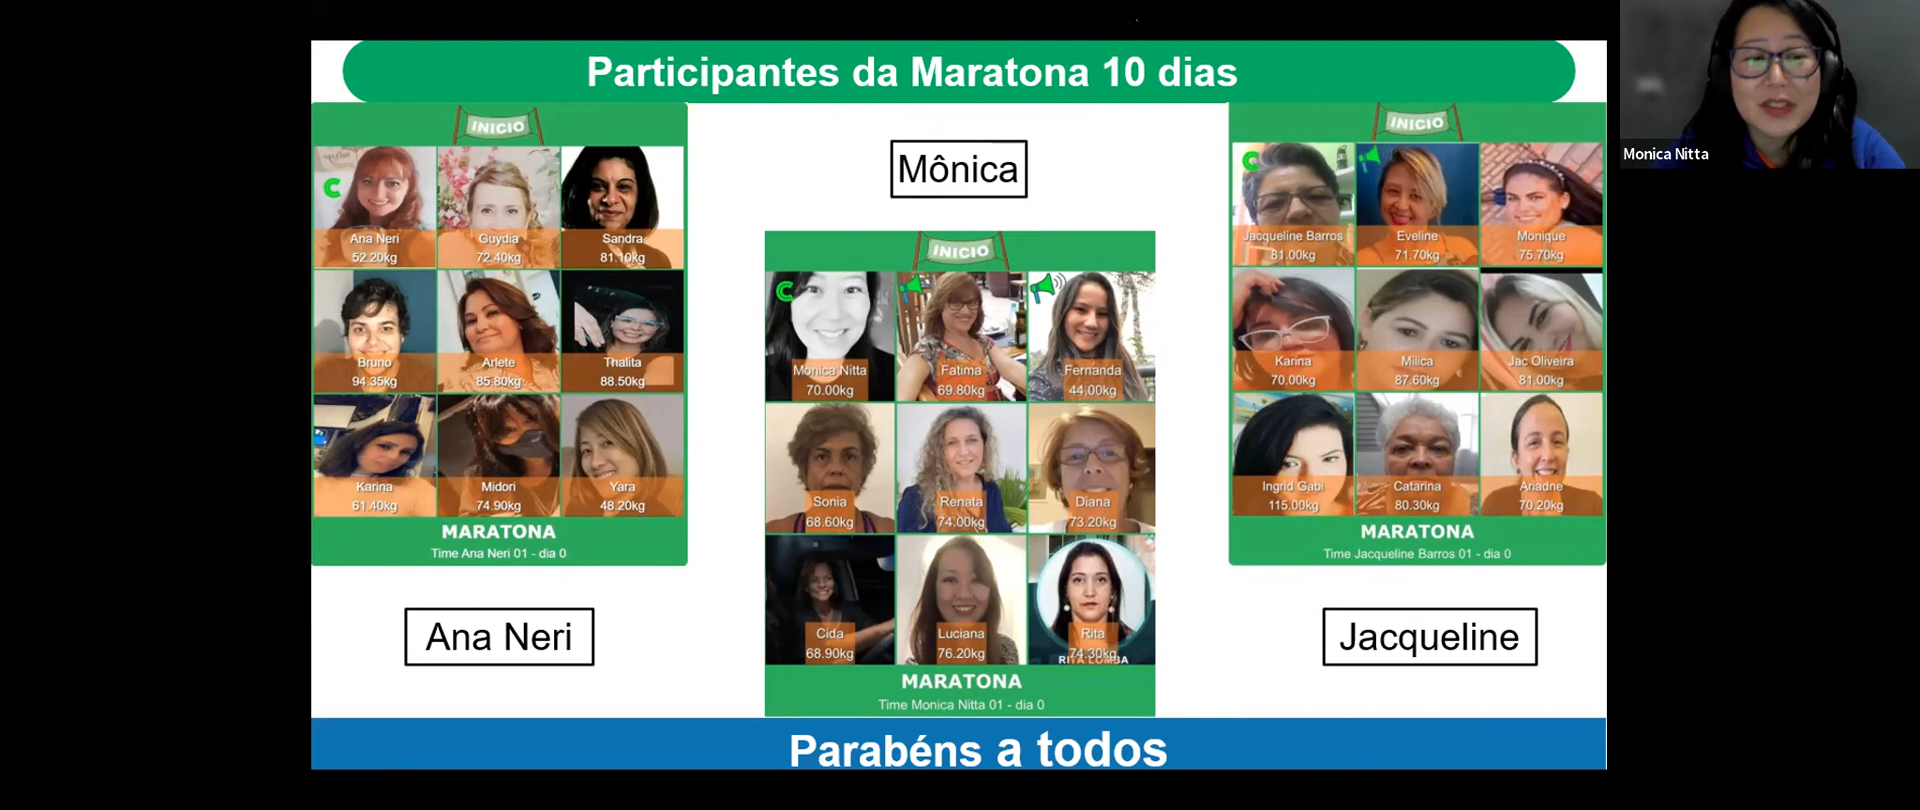 Participantes da Maratona 10 dias
Monica Nitta
INICIO
Ana Neri
52.20kg
Guydia
72.40kg
Sandra
81.10kg
Bruno
94.35kg
Arlete
85.80kg
Thalita
88.50kg
Karina
61.40kg
Midori
74.90kg
Yara
48.20kg
MARATONA
Time Ana Neri 01 - dia 0
Ana Neri
Mônica
INICIO
Monica Nitta
70.00kg
Fatima
69.80kg
Fernanda
44.00kg
Sonia
68.60kg
Renata
74.00kg
Diana
73.20kg
Cida
68.90kg
Luciana
76.20kg
Rita
74.30kg
MARATONA
Time Monica Nitta 01 - dia 0
INICIO
Jacqueline Barros
81.00kg
Eveline
71.70kg
Monique
75.70kg
Karina
70.00kg
Milica
87.60kg
Jac Oliveira
81.00kg
Ingrid Gabi
115.00kg
Catarina
80.30kg
Ariadne
70.20kg
MARATONA
Time Jacqueline Barros 01 - dia 0
Jacqueline
Parabéns a todos